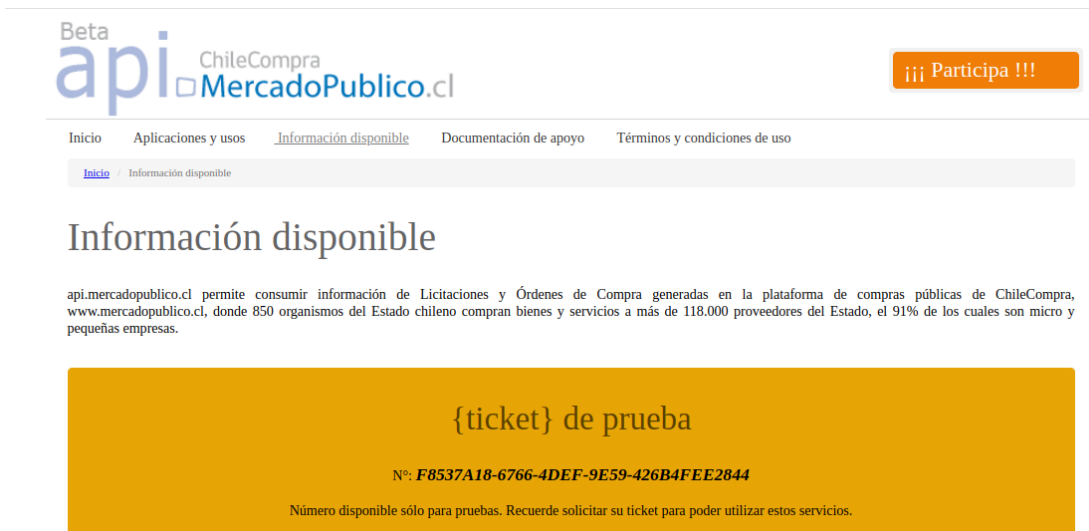 Beta
api ChileCompra
MercadoPublico.cl
¡¡¡ Participa !!!
Inicio Aplicaciones y usos Información disponible Documentación de apoyo Términos y condiciones de uso
Inicio / Información disponible
Información disponible
api.mercadopublico.cl permite consumir información de Licitaciones y Órdenes de Compra generadas en la plataforma de compras públicas de ChileCompra,
www.mercadopublico.cl, donde 850 organismos del Estado chileno compran bienes y servicios a más de 118.000 proveedores del Estado, el 91% de los cuales son micro y
pequeñas empresas.
{ticket} de prueba
N°: F8537A18-6766-4DEF-9E59-426B4FEE2844
Número disponible sólo para pruebas. Recuerde solicitar su ticket para poder utilizar estos servicios.